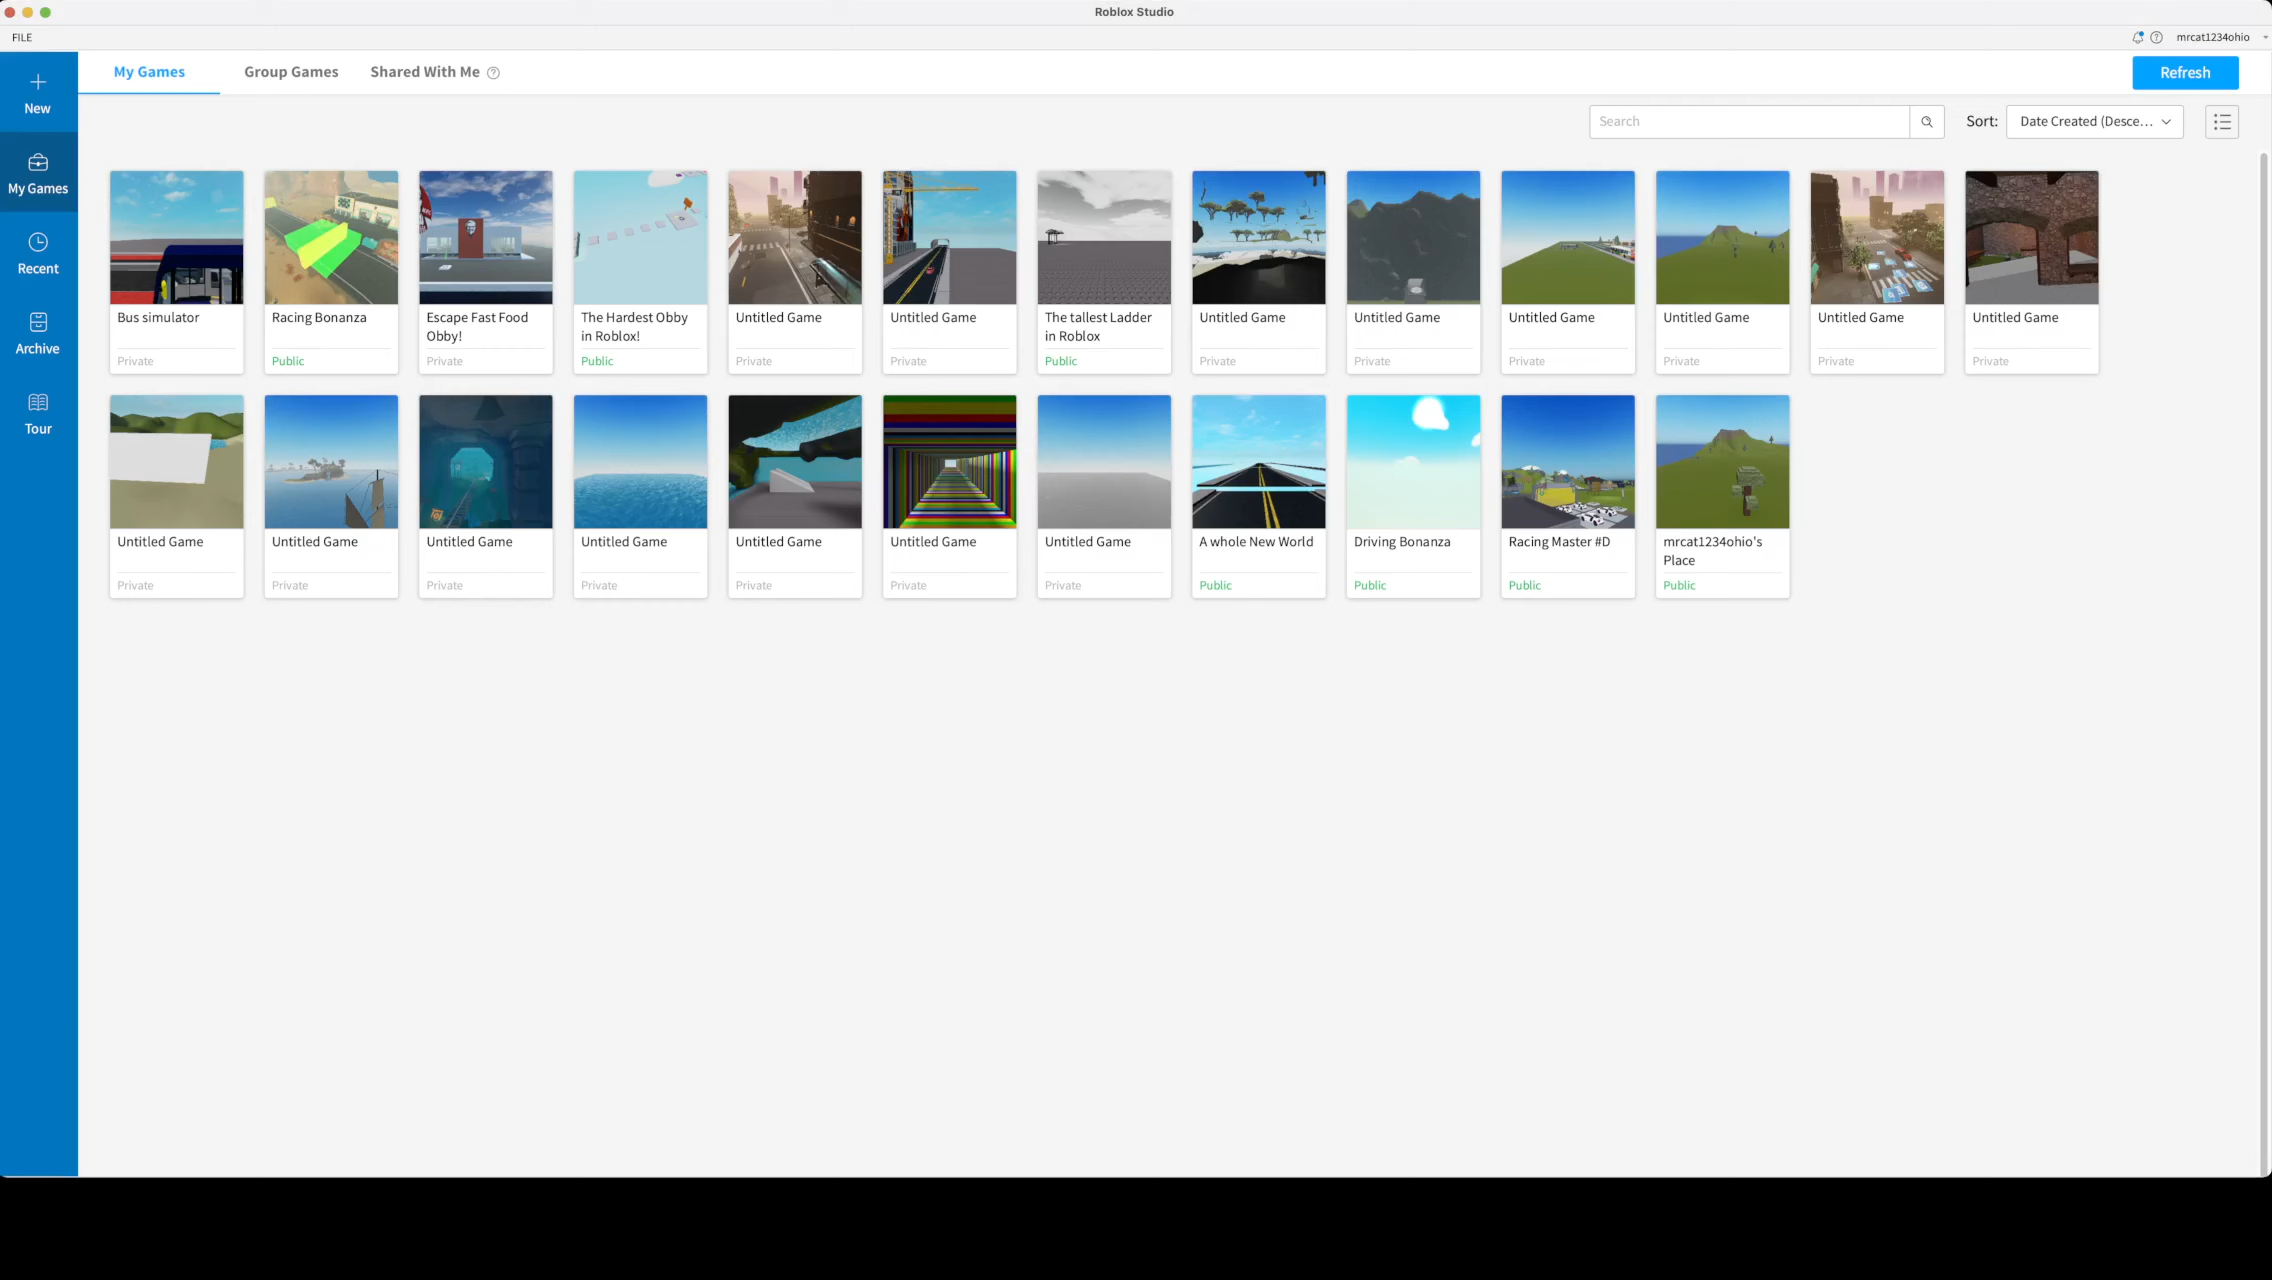 Roblox Studio
FILE
mrcat1234ohio
My Games
Group Games
Shared With Me
Refresh
New
My Games
Recent
Archive
Tour
Search
Sort:
Date Created (Desce...
Bus simulator
Private
Racing Bonanza
Public
Escape Fast Food
Obby!
Private
The Hardest Obby
in Roblox!
Public
Untitled Game
Private
Untitled Game
Private
The tallest Ladder
in Roblox
Public
Untitled Game
Private
Untitled Game
Private
Untitled Game
Private
Untitled Game
Private
Untitled Game
Private
Untitled Game
Private
Untitled Game
Private
Untitled Game
Private
Untitled Game
Private
Untitled Game
Private
Untitled Game
Private
Untitled Game
Private
Untitled Game
Private
A whole New World
Public
Driving Bonanza
Public
Racing Master #D
Public
mrcat1234ohio's
Place
Public